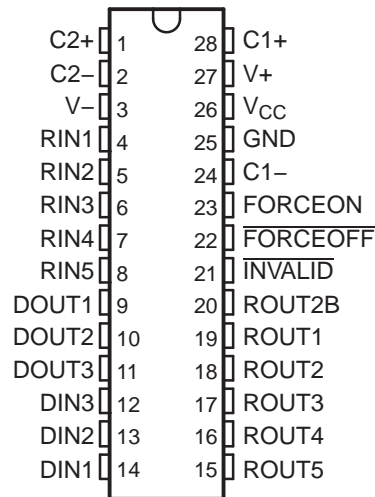 C2+ 1 28 C1+
C2− 2 27 V+
V− 3 26 VCC
RIN1 4 25 GND
RIN2 5 24 C1−
RIN3 6 23 FORCEON
RIN4 7 22 FORCEOFF
RIN5 8 21 INVALID
DOUT1 9 20 ROUT2B
DOUT2 10 19 ROUT1
DOUT3 11 18 ROUT2
DIN3 12 17 ROUT3
DIN2 13 16 ROUT4
DIN1 14 15 ROUT5